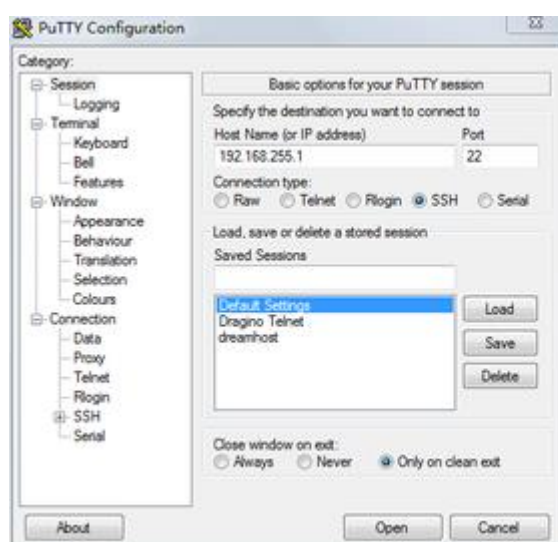 PuTTY Configuration
Category:
Session
Logging
Terminal
Keyboard
Bell
Features
Window
Appearance
Behaviour
Translation
Selection
Colours
Connection
Data
Proxy
Telnet
Rlogin
SSH
Serial
Basic options for your PuTTY session
Specify the destination you want to connect to
Host Name (or IP address) Port
192.168.255.1 22
Connection type:
Raw Telnet Rlogin SSH Serial
Load, save or delete a stored session
Saved Sessions
Default Settings
Dragino Telnet
dreamhost
Load
Save
Delete
Close window on exit:
Always Never Only on clean exit
About Open Cancel